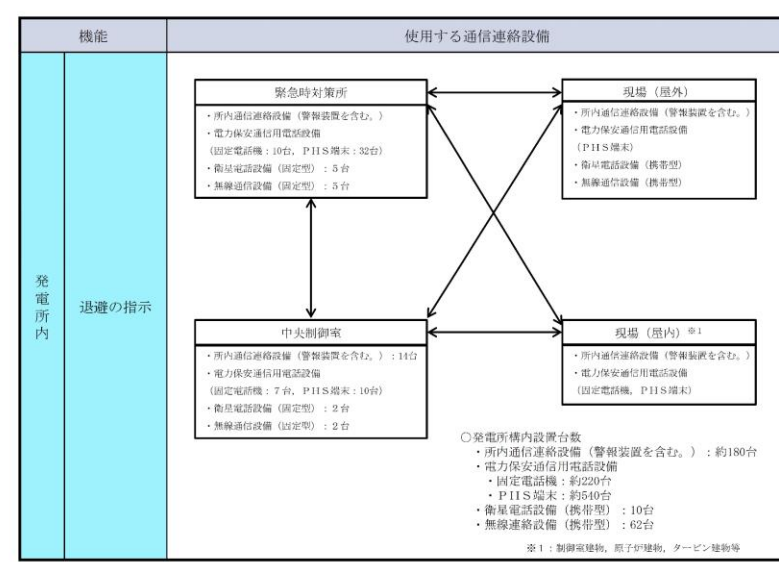 機能
使用する通信連絡設備
発電所内
退避の指示
緊急時対策所
・所内通信連絡設備（警報装置を含む。）
・電力保安通信用電話設備
（固定電話機：10台，ＰＨＳ端末：32台）
・衛星電話設備（固定型）：５台
・無線通信設備（固定型）：５台
現場（屋外）
・所内通信連絡設備（警報装置を含む。）
・電力保安通信用電話設備
（ＰＨＳ端末）
・衛星電話設備（携帯型）
・無線通信設備（携帯型）
中央制御室
・所内通信連絡設備（警報装置を含む。）：14台
・電力保安通信用電話設備
（固定電話機：７台，ＰＨＳ端末：10台）
・衛星電話設備（固定型）：２台
・無線通信設備（固定型）：２台
現場（屋内）※１
・所内通信連絡設備（警報装置を含む。）
・電力保安通信用電話設備
（固定電話機，ＰＨＳ端末）
○発電所構内設置台数
・所内通信連絡設備（警報装置を含む。）：約180台
・電力保安通信用電話設備
・固定電話機：約220台
・ＰＨＳ端末：約540台
・衛星電話設備（携帯型）：10台
・無線連絡設備（携帯型）：62台
※１：制御室建物，原子炉建物，タービン建物等